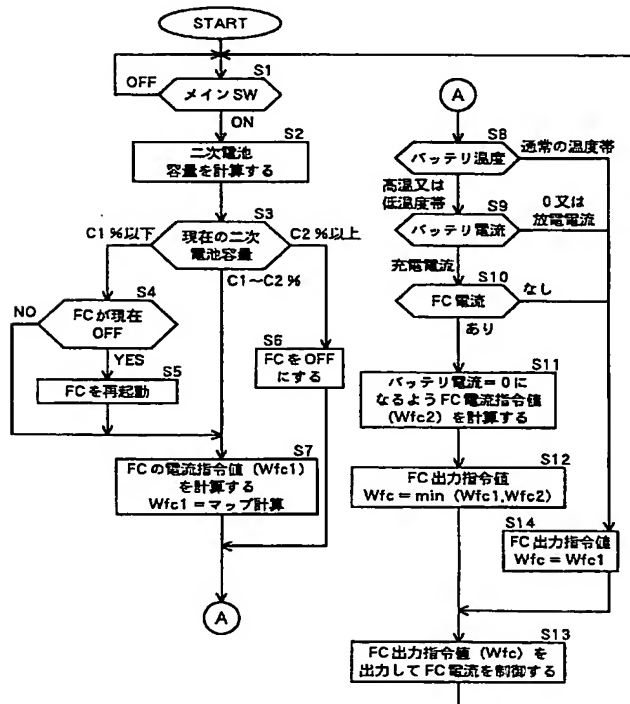 START
S1
OFF
メインSW
ON
S2
二次電池
容量を計算する
S3
C1%以下
現在の二次
電池容量
C2%以上
C1～C2%
S4
NO
FCが現在
OFF
YES
S5
FCを再起動
S6
FCをOFF
にする
S7
FCの電流指令値（Wfc1）
を計算する
Wfc1＝マップ計算
A
A
S8
バッテリ温度
通常の温度帯
高温又は
低温度帯
S9
バッテリ電流
0又は
放電電流
充電電流
S10
FC電流
なし
あり
S11
バッテリ電流＝0に
なるようFC電流指令値
（Wfc2）を計算する
S12
FC出力指令値
Wfc＝min（Wfc1,Wfc2）
S14
FC出力指令値
Wfc＝Wfc1
S13
FC出力指令値（Wfc）を
出力してFC電流を制御する